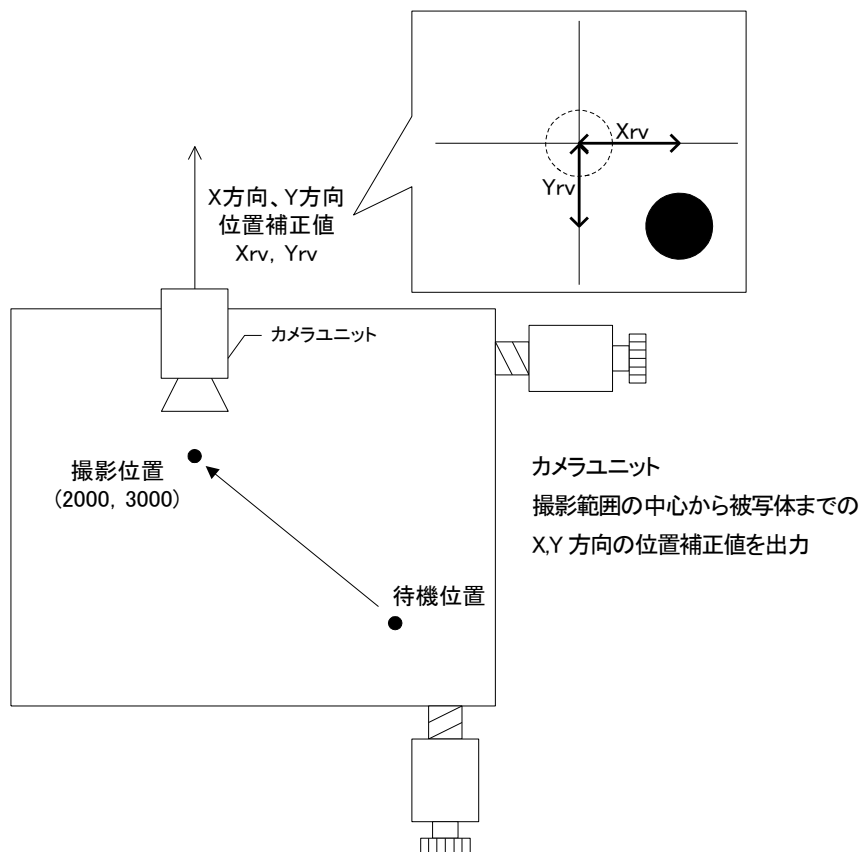 Xrv
Yrv
X方向、Y方向
位置補正値
Xrv, Yrv
カメラユニット
撮影位置
(2000, 3000)
待機位置
カメラユニット
撮影範囲の中心から被写体までの
X,Y 方向の位置補正値を出力